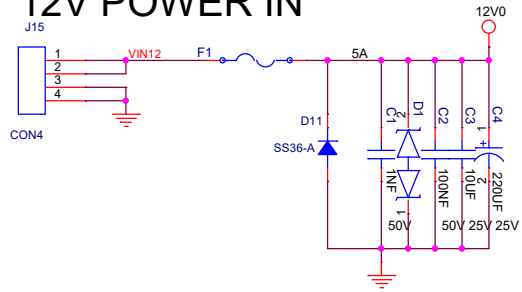 12V POWER IN
J15
1
2
3
4
CON4
VIN12
F1
5A
12V0
D11
SS36-A
C1
1NF
50V
D1
2
1
C2
100NF
50V
C3
10UF
25V
C4
1
+
2
220UF
25V